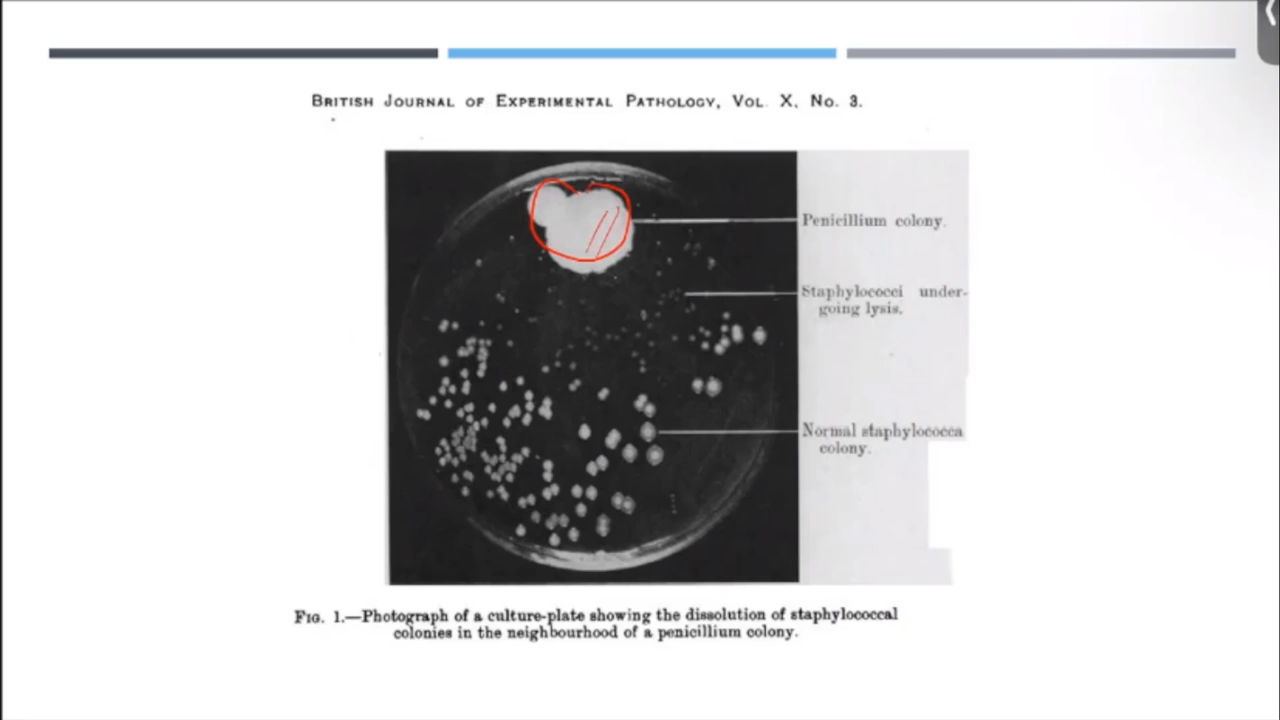 BRITISH JOURNAL OF EXPERIMENTAL PATHOLOGY, VOL. X, NO. 3.
Penicillium colony.
Staphylococci under-
going lysis.
Normal staphylococca
colony.
FIG. 1.—Photograph of a culture-plate showing the dissolution of staphylococcal
colonies in the neighbourhood of a penicillium colony.